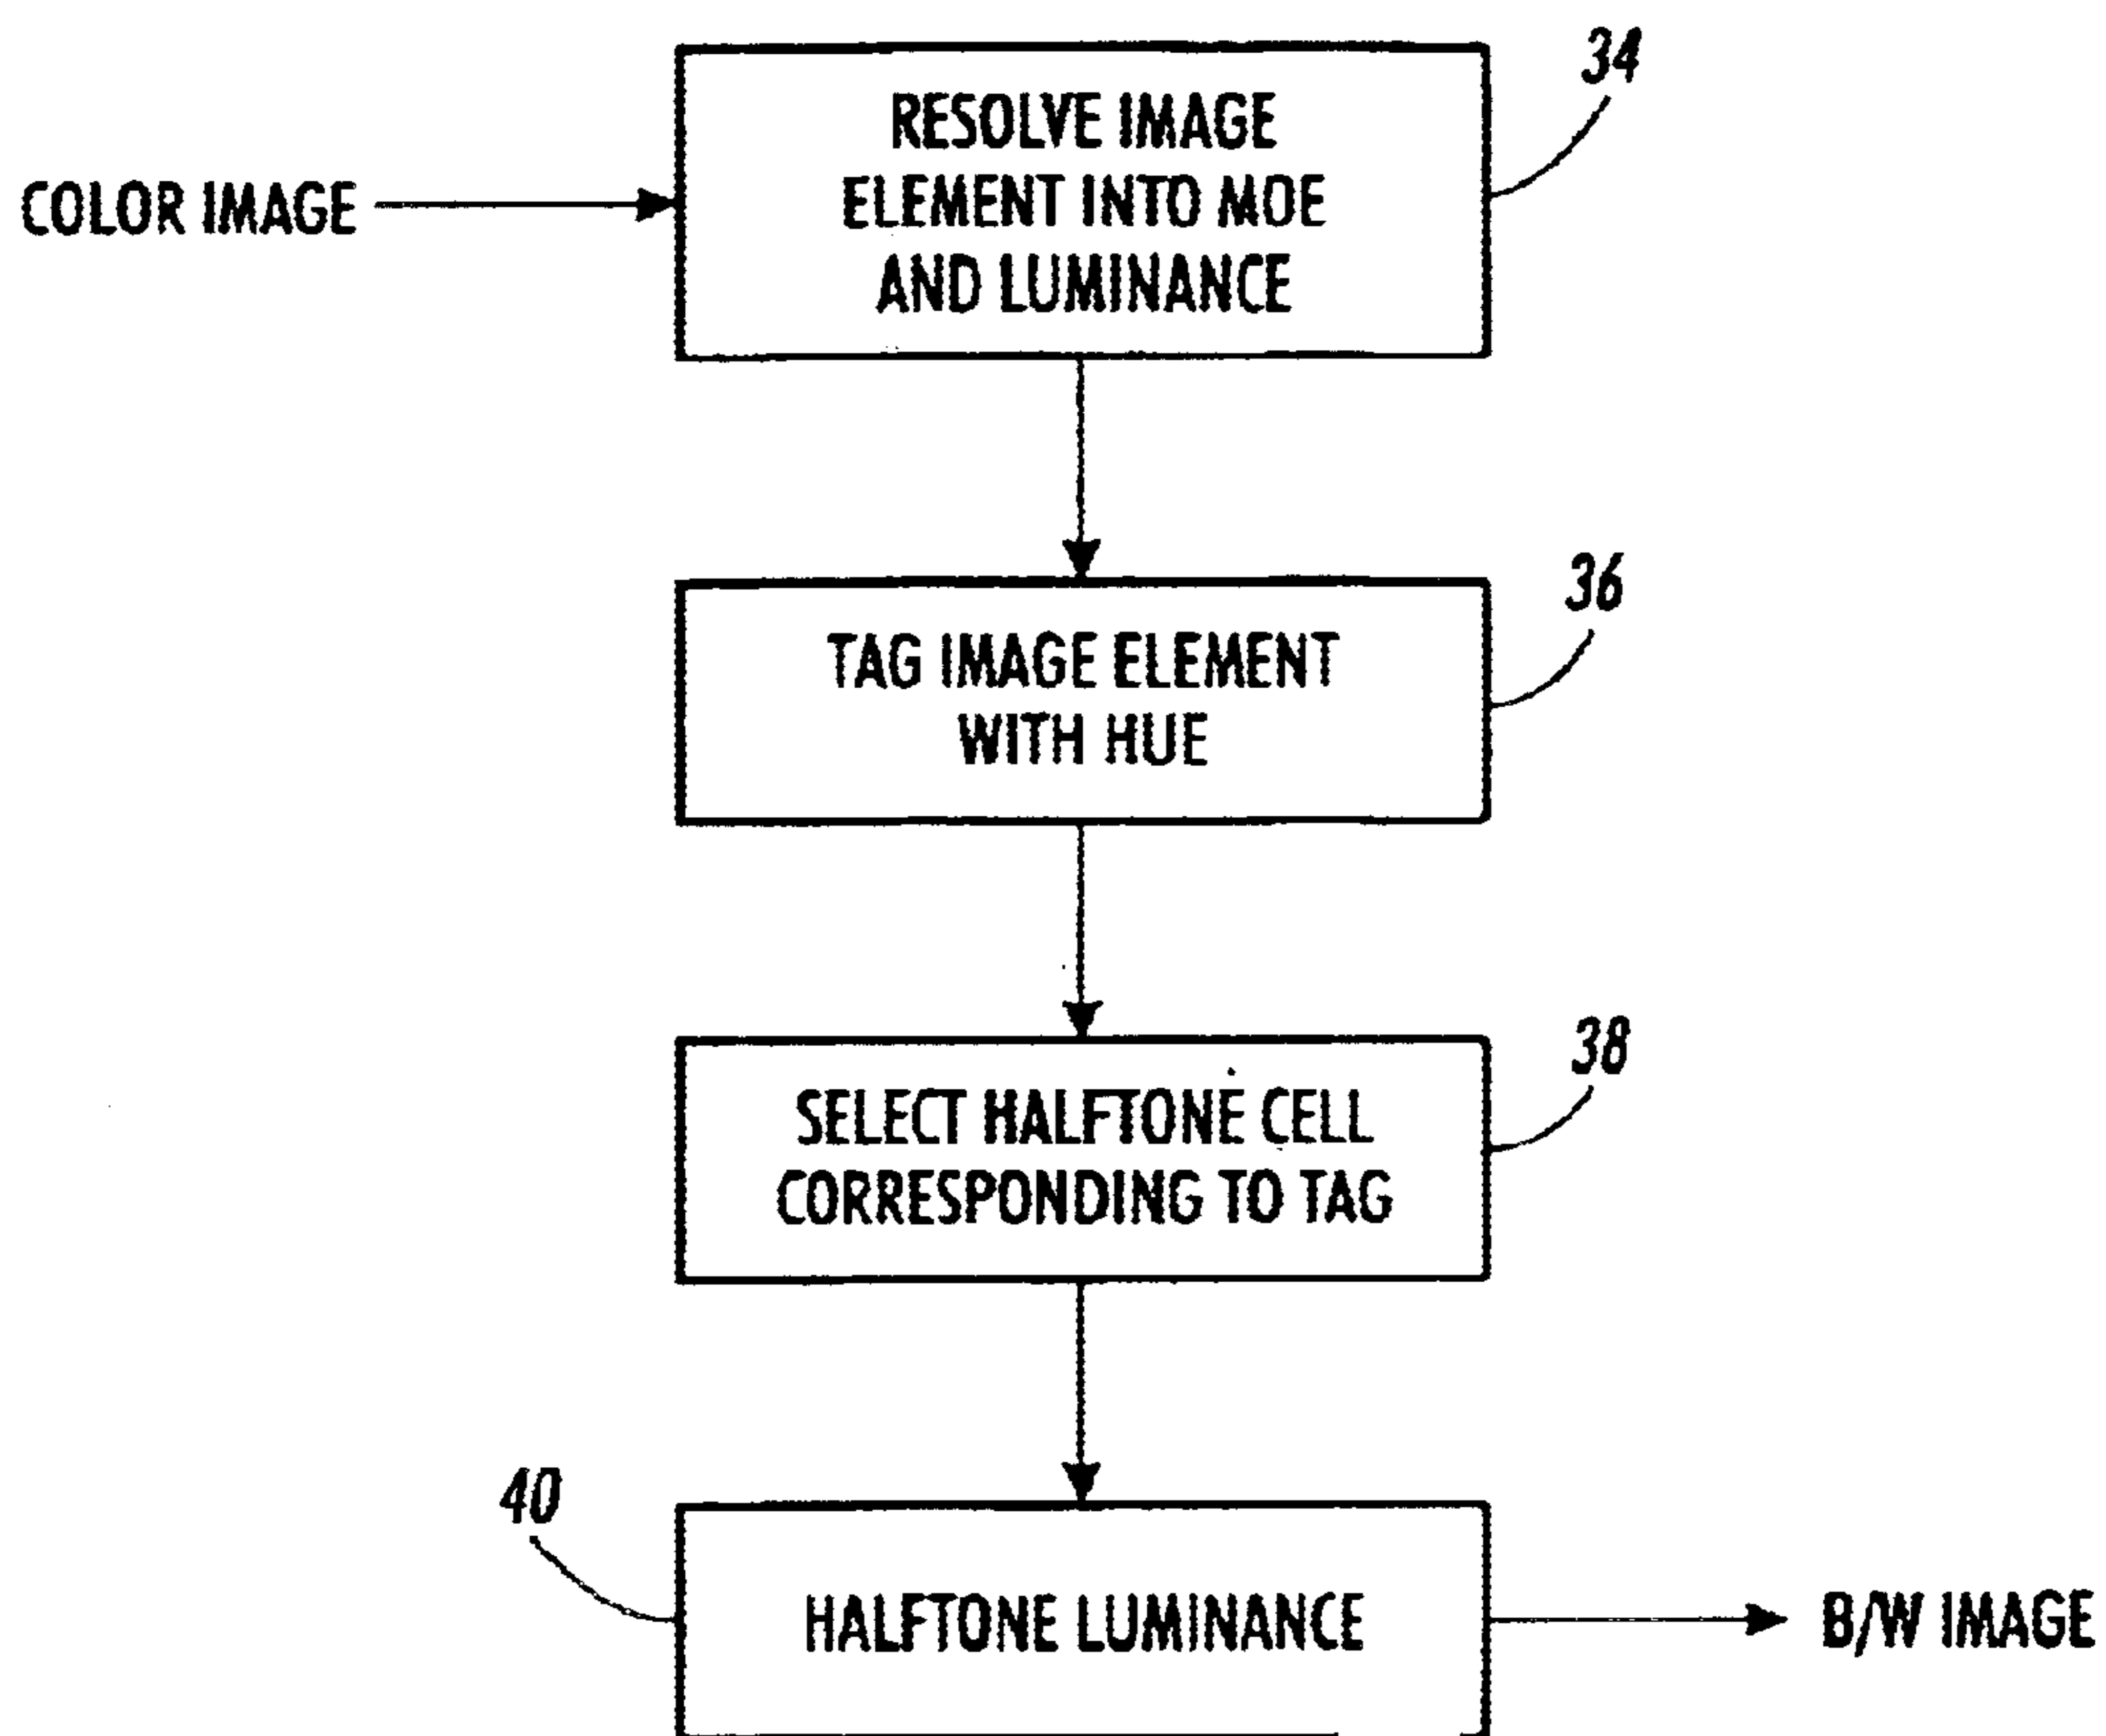 34
RESOLVE IMAGE
ELEMENT INTO MOE
AND LUMINANCE
COLOR IMAGE
36
TAG IMAGE ELEMENT
WITH HUE
38
SELECT HALFTONE CELL
CORRESPONDING TO TAG
40
HALFTONE LUMINANCE
B/W IMAGE